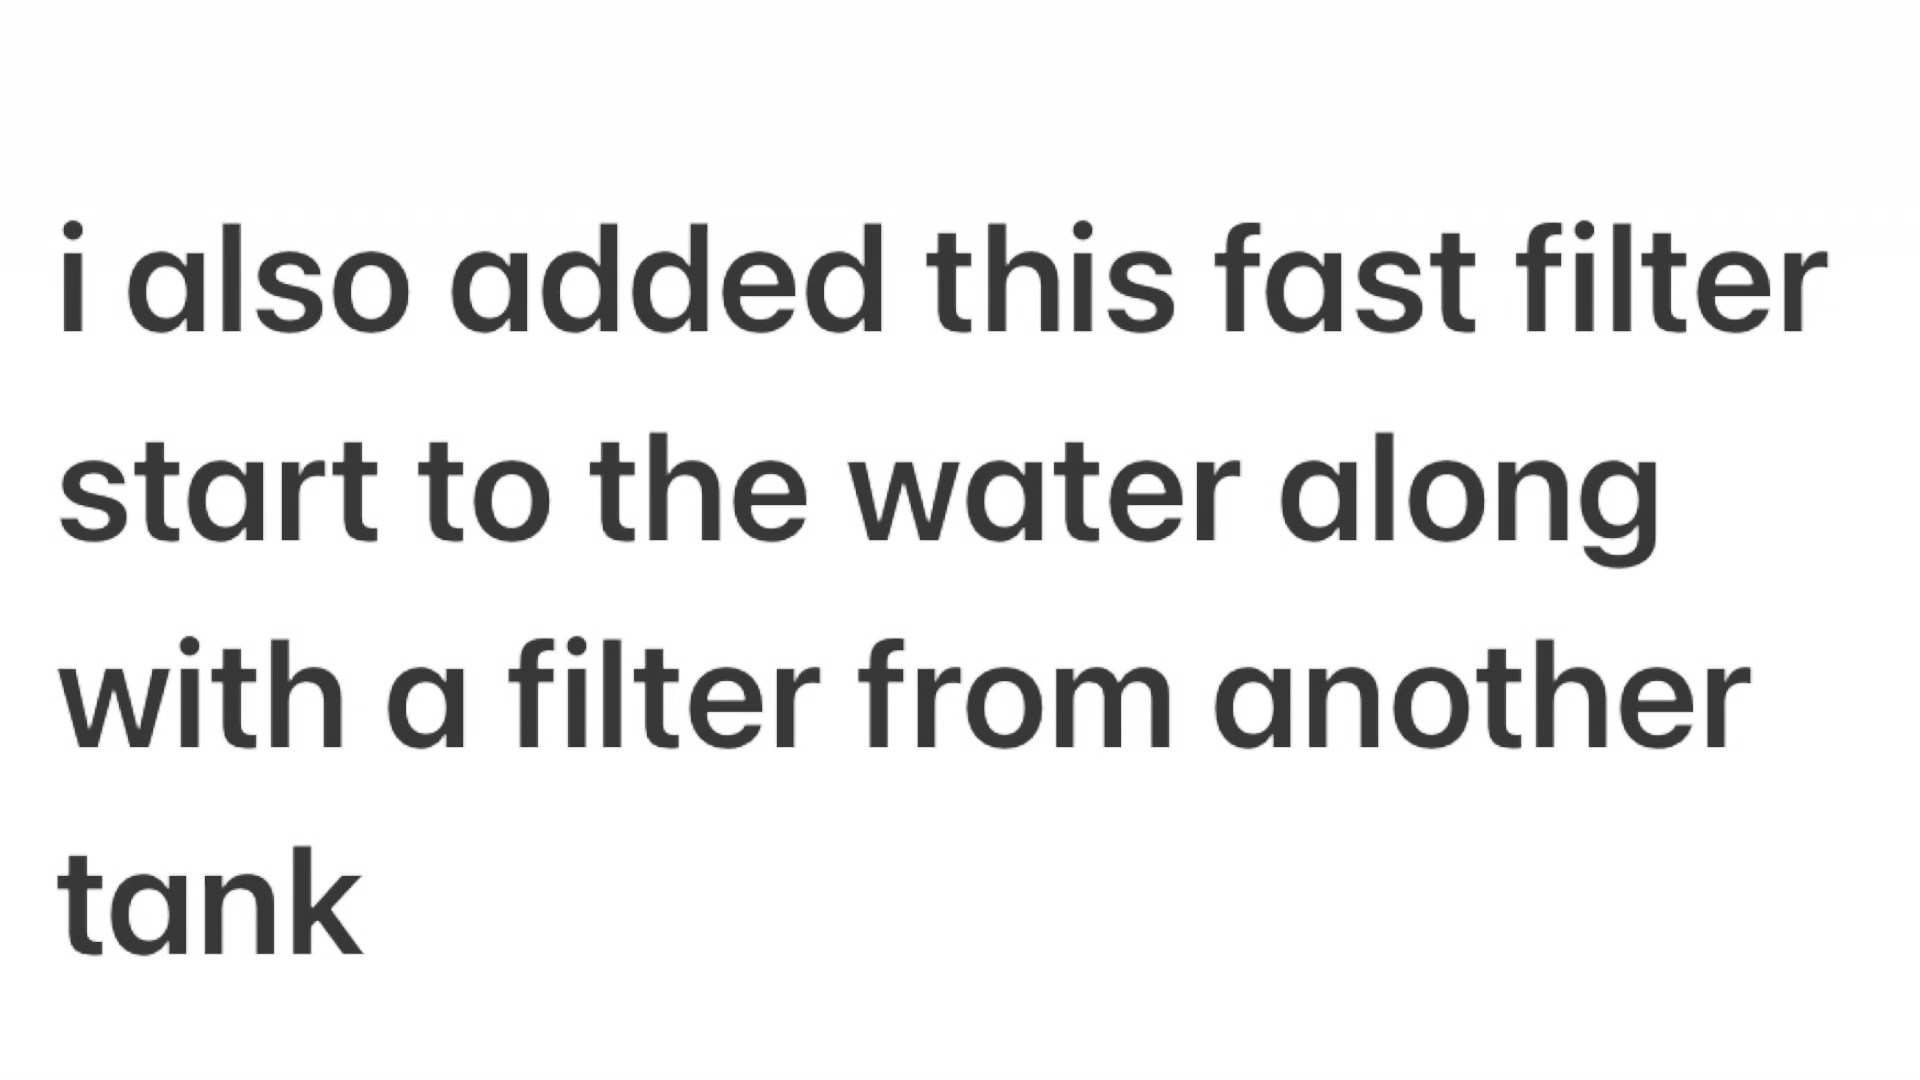 i also added this fast filter
start to the water along
with a filter from another
tank